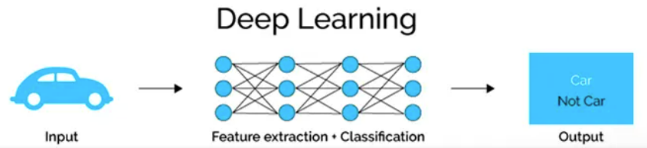 Deep Learning
Car
Not Car
Input
Feature extraction + Classification
Output